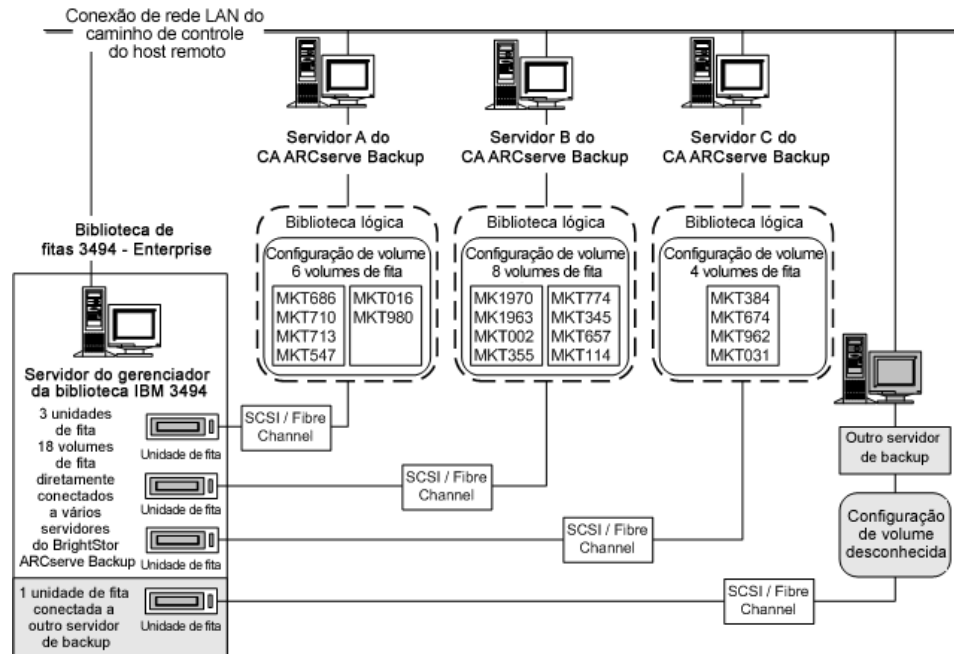 Conexão de rede LAN do
caminho de controle
do host remoto
Servidor A do
CA ARCserve Backup
Servidor B do
CA ARCserve Backup
Servidor C do
CA ARCserve Backup
Biblioteca lógica
Configuração de volume
6 volumes de fita
MKT686
MKT710
MKT713
MKT547
MKT016
MKT980
Biblioteca lógica
Configuração de volume
8 volumes de fita
MK1970
MK1963
MKT002
MKT355
MKT774
MKT345
MKT657
MKT114
Biblioteca lógica
Configuração de volume
4 volumes de fita
MKT384
MKT674
MKT962
MKT031
Biblioteca de
fitas 3494 - Enterprise
Servidor do gerenciador
da biblioteca IBM 3494
3 unidades
de fita
18 volumes
de fita
diretamente
conectados
a vários
servidores
do BrightStor
ARCserve Backup
Unidade de fita
Unidade de fita
Unidade de fita
1 unidade de fita
conectada a
outro servidor
de backup
Unidade de fita
SCSI / Fibre
Channel
SCSI / Fibre
Channel
SCSI / Fibre
Channel
SCSI / Fibre
Channel
Outro servidor
de backup
Configuração
de volume
desconhecida